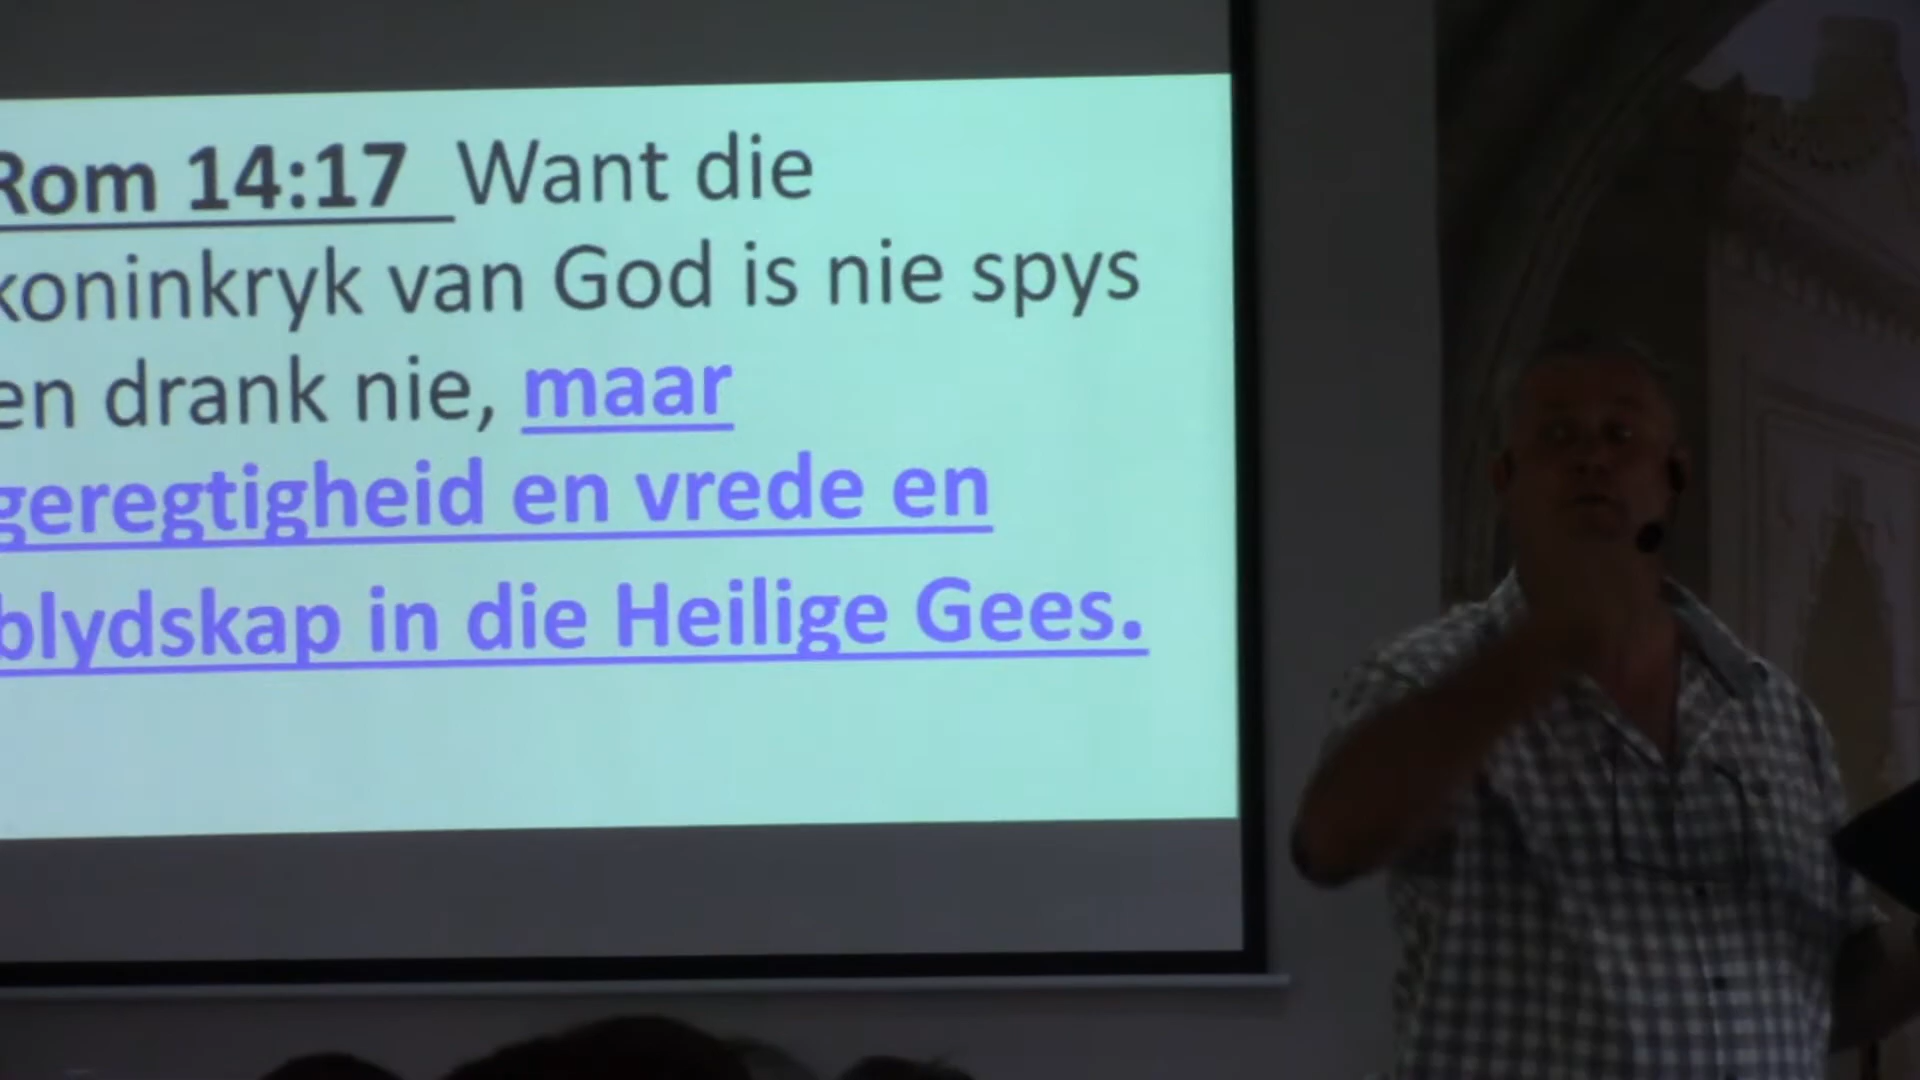 Rom 14:17 Want die
koninkryk van God is nie spys
en drank nie, maar
geregtigheid en vrede en
blydskap in die Heilige Gees.